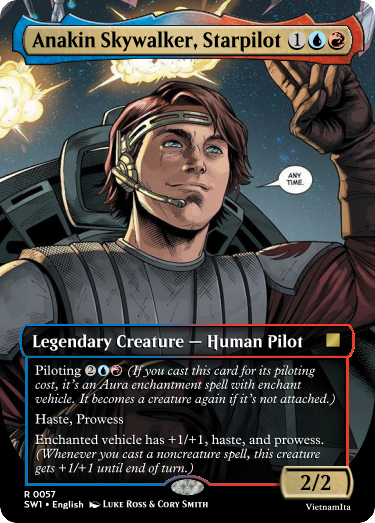 Anakin Skywalker, Starpilot 1
ANY
TIME.
Legendary Creature — Human Pilot
Piloting 2 (If you cast this card for its piloting
cost, it's an Aura enchantment spell with enchant
vehicle. It becomes a creature again if it's not attached.)
Haste, Prowess
Enchanted vehicle has +1/+1, haste, and prowess.
(Whenever you cast a noncreature spell, this creature
gets +1/+1 until end of turn.)
2/2
R 0057
SW1 • English Luke Ross & Cory Smith
VietnamIta